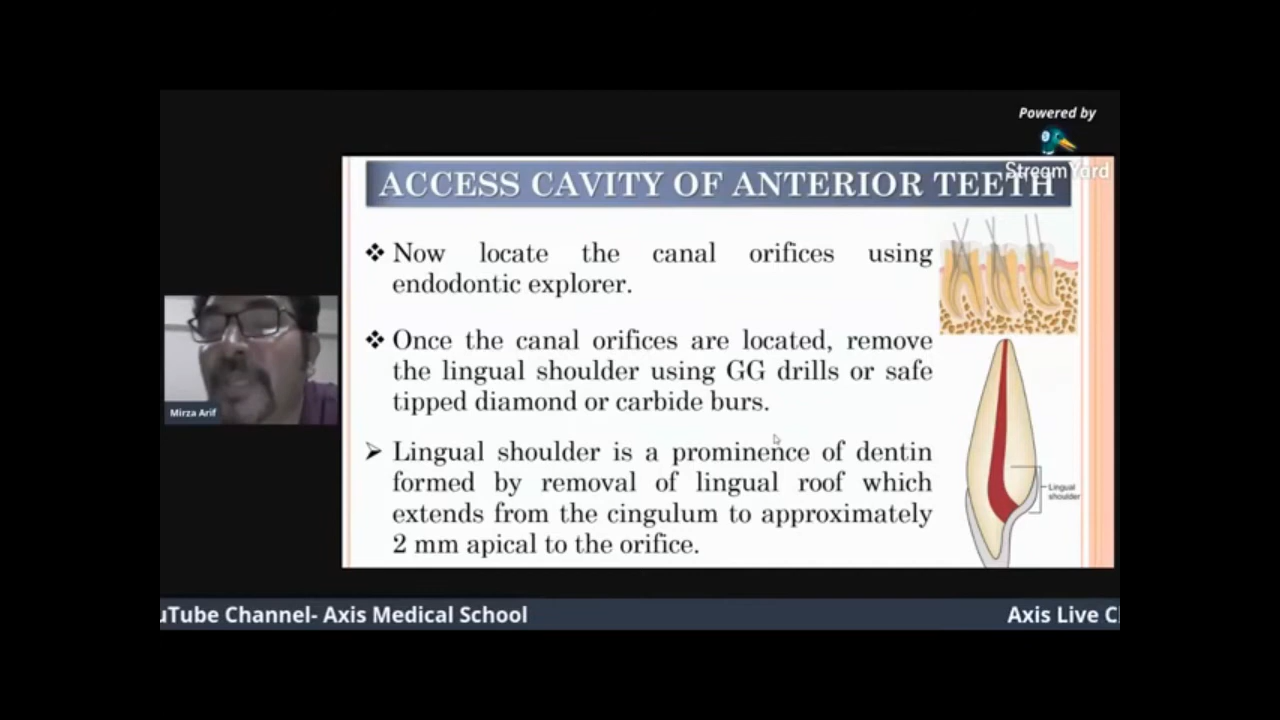 Powered by
StreamYard
ACCESS CAVITY OF ANTERIOR TEETH
❖ Now locate the canal orifices using
endodontic explorer.
❖ Once the canal orifices are located, remove
the lingual shoulder using GG drills or safe
tipped diamond or carbide burs.
➢ Lingual shoulder is a prominence of dentin
formed by removal of lingual roof which
extends from the cingulum to approximately
2 mm apical to the orifice.
Lingual
shoulder
Mirza Arif
uTube Channel- Axis Medical School
Axis Live C